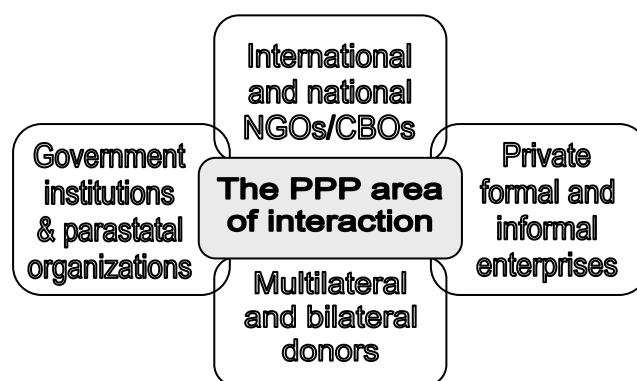 International
and national
NGOs/CBOs
Government
institutions
& parastatal
organizations
The PPP area
of interaction
Private
formal and
informal
enterprises
Multilateral
and bilateral
donors